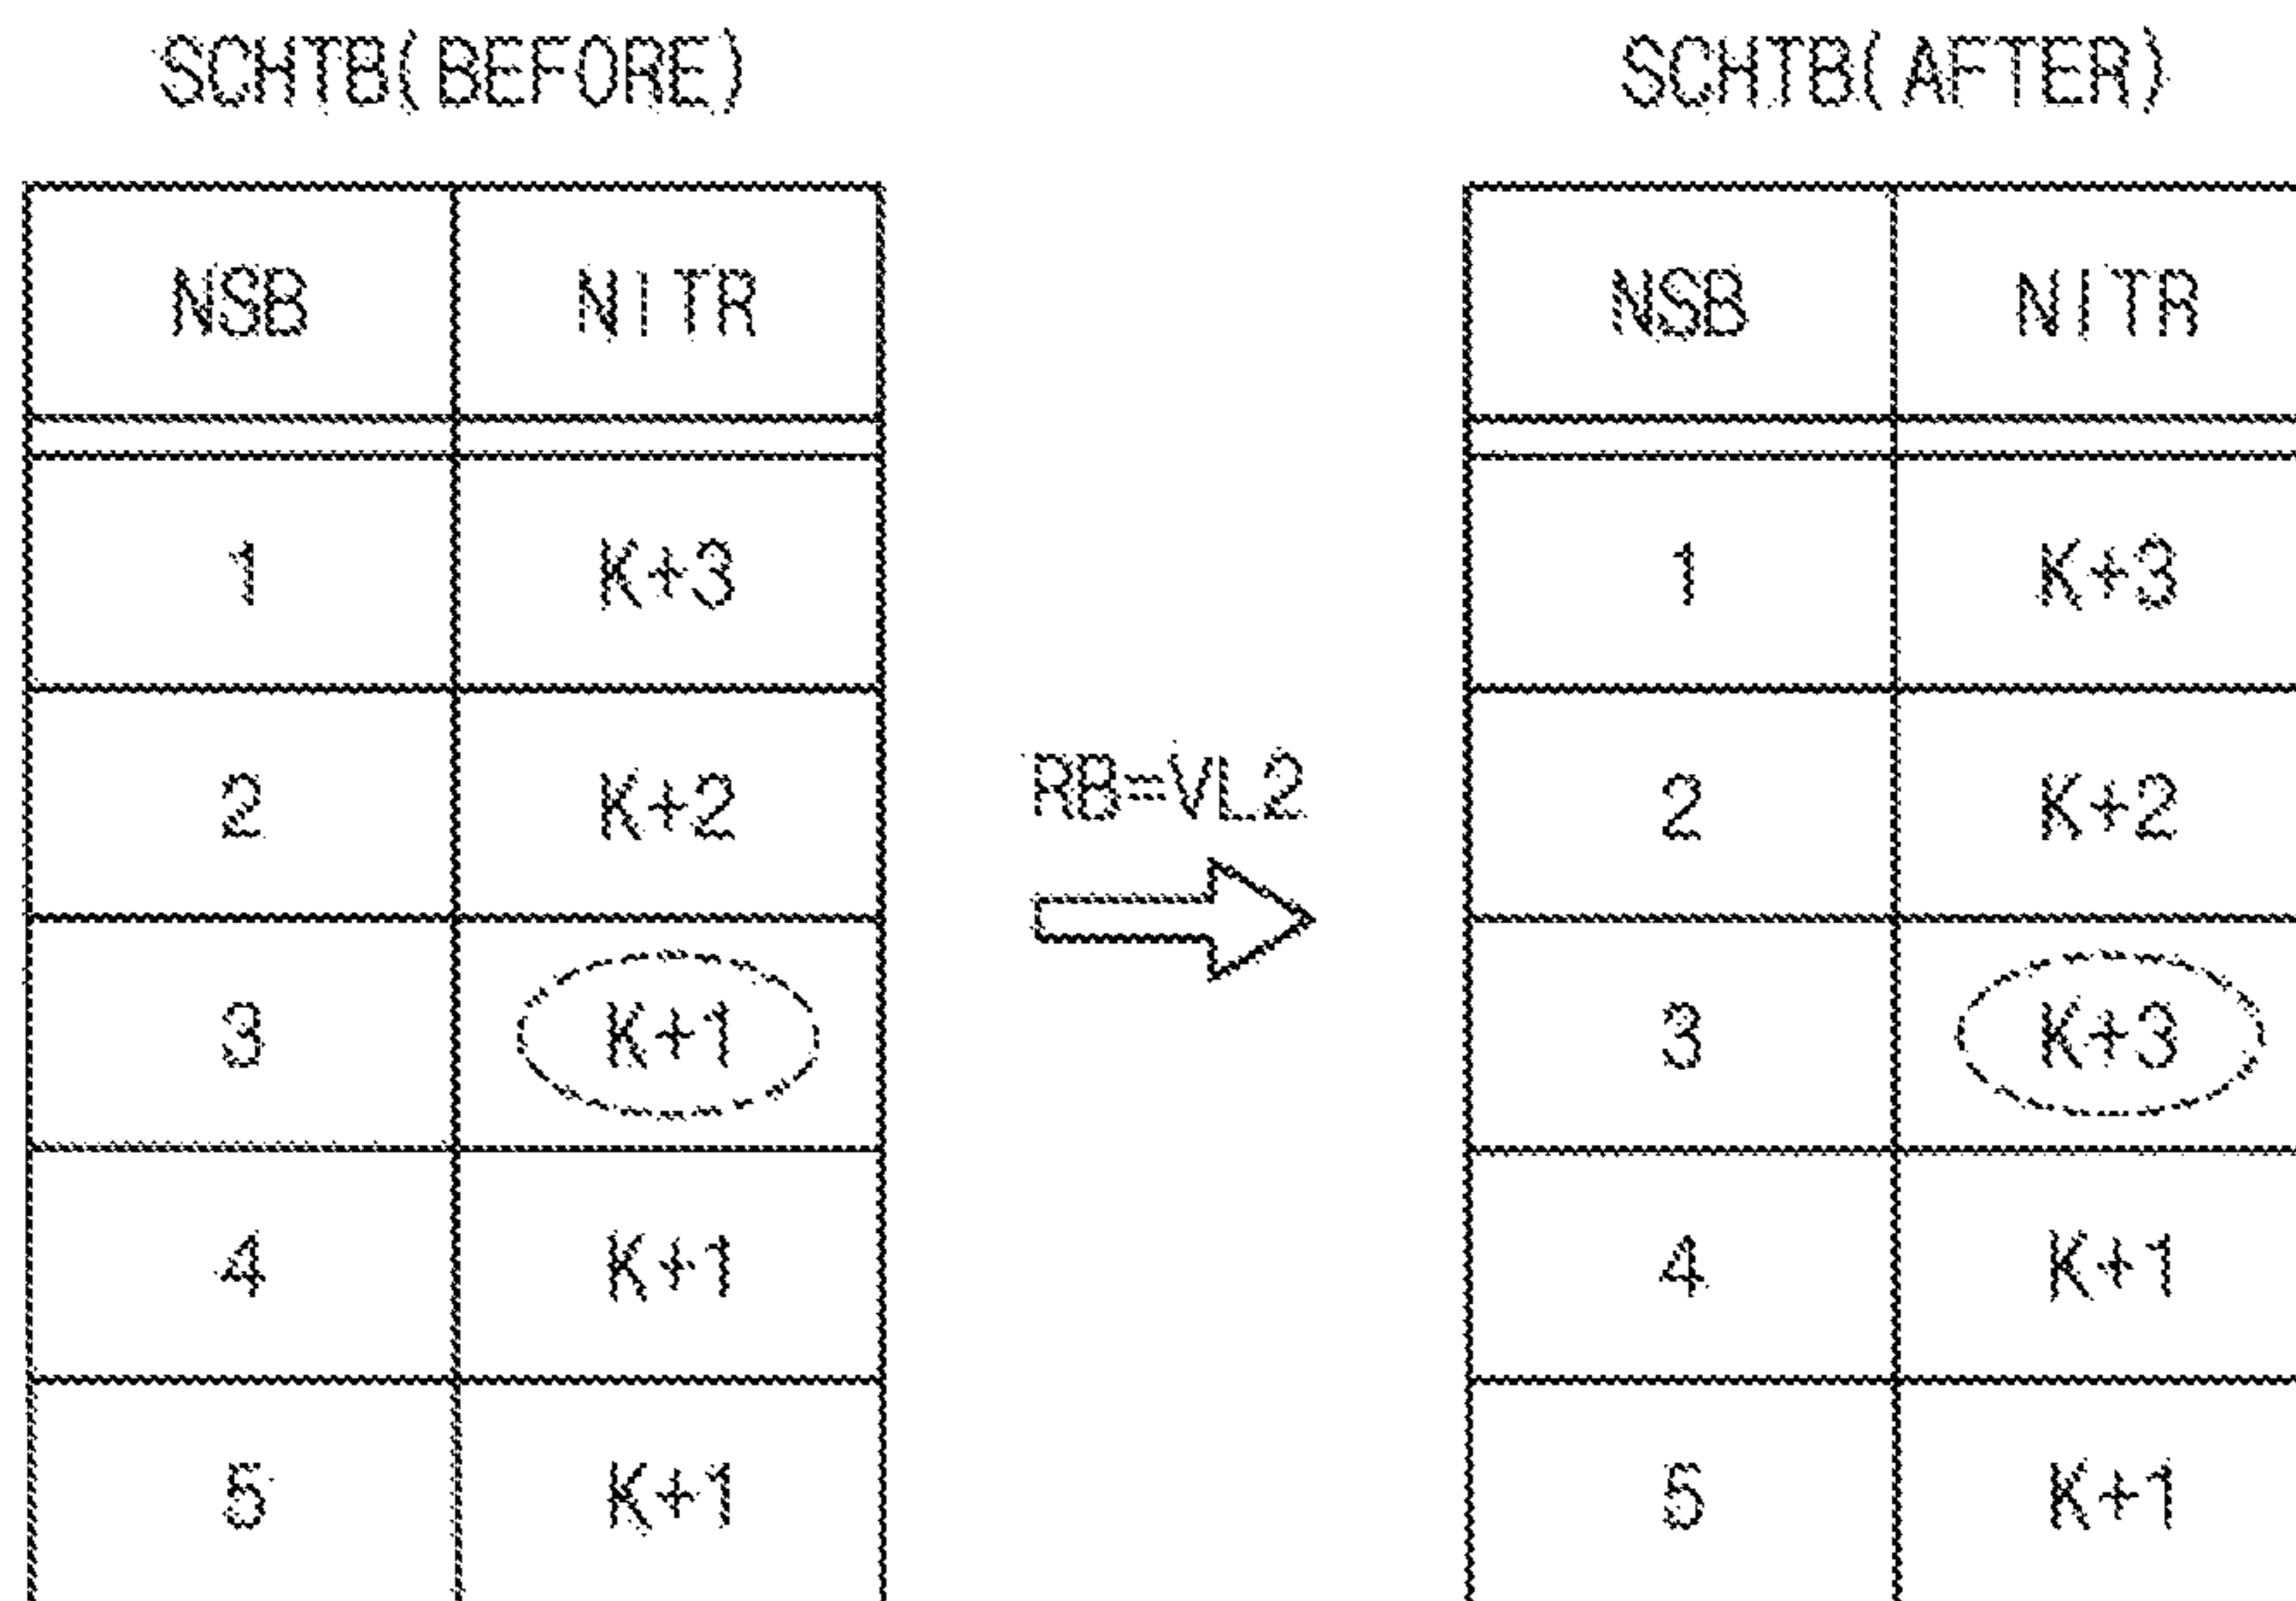 SCHTB(BEFORE) SCHTB(AFTER)
NSB NITR NSB NITR
1 K+3 1 K+3
2 K+2 RB=VL2 2 K+2
3 K+1 3 K+3
4 K+1 4 K+1
5 K+1 5 K+1